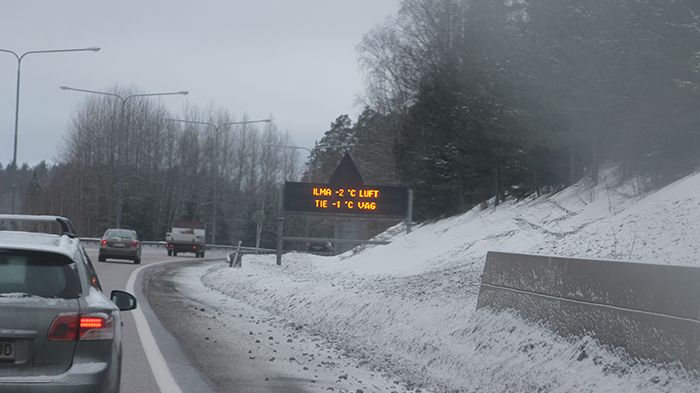 ILMA -2 °C LUFT
TIE -1 °C VÄG